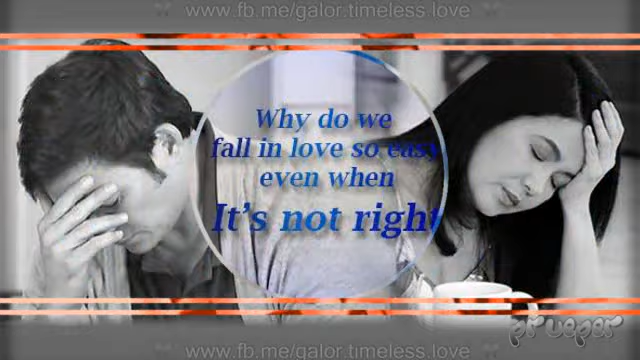 www.fb.me/galor.timeless.love
Why do we
fall in love so easy
even when
It's not right
prueper
www.fb.me/galor.timeless.love